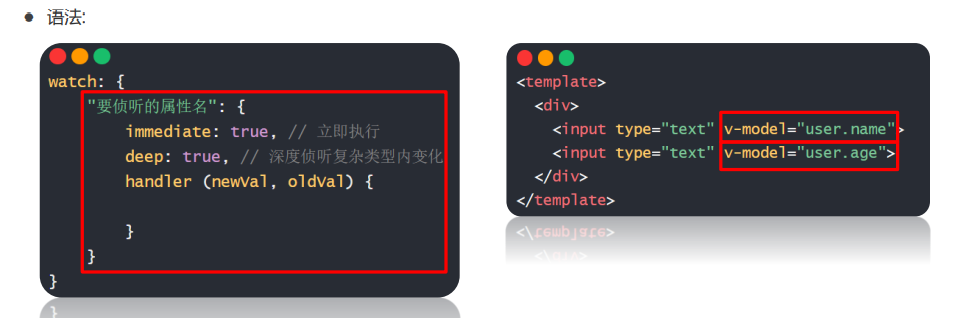 ● 语法:
watch: {
"要侦听的属性名": {
immediate: true, // 立即执行
deep: true, // 深度侦听复杂类型内变化
handler (newVal, oldVal) {
}
}
}
}
<template>
<div>
<input type="text" v-model="user.name">
<input type="text" v-model="user.age">
</div>
</template>
</template>
</div>